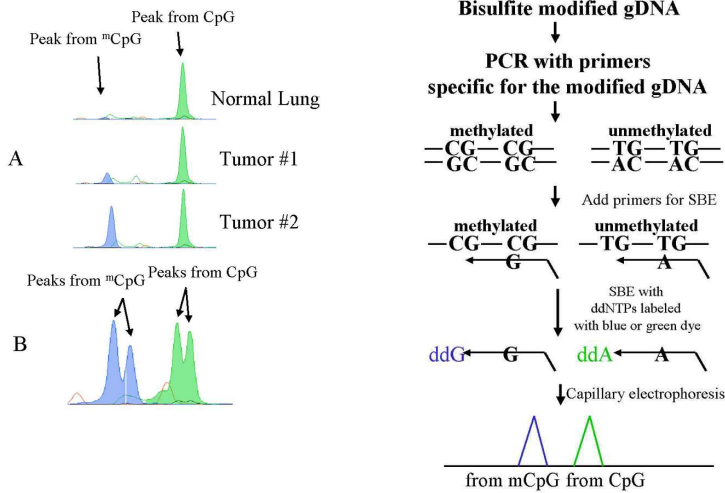 Peak from CpG
Peak from ᵐCpG
Normal Lung
A
Tumor #1
Tumor #2
Peaks from ᵐCpG
Peaks from CpG
B
Bisulfite modified gDNA
PCR with primers
specific for the modified gDNA
methylated
unmethylated
CG CG
TG TG
GC GC
AC AC
Add primers for SBE
methylated
unmethylated
CG CG
TG TG
G
A
SBE with
ddNTPs labeled
with blue or green dye
ddG G
ddA A
Capillary electrophoresis
from mCpG from CpG